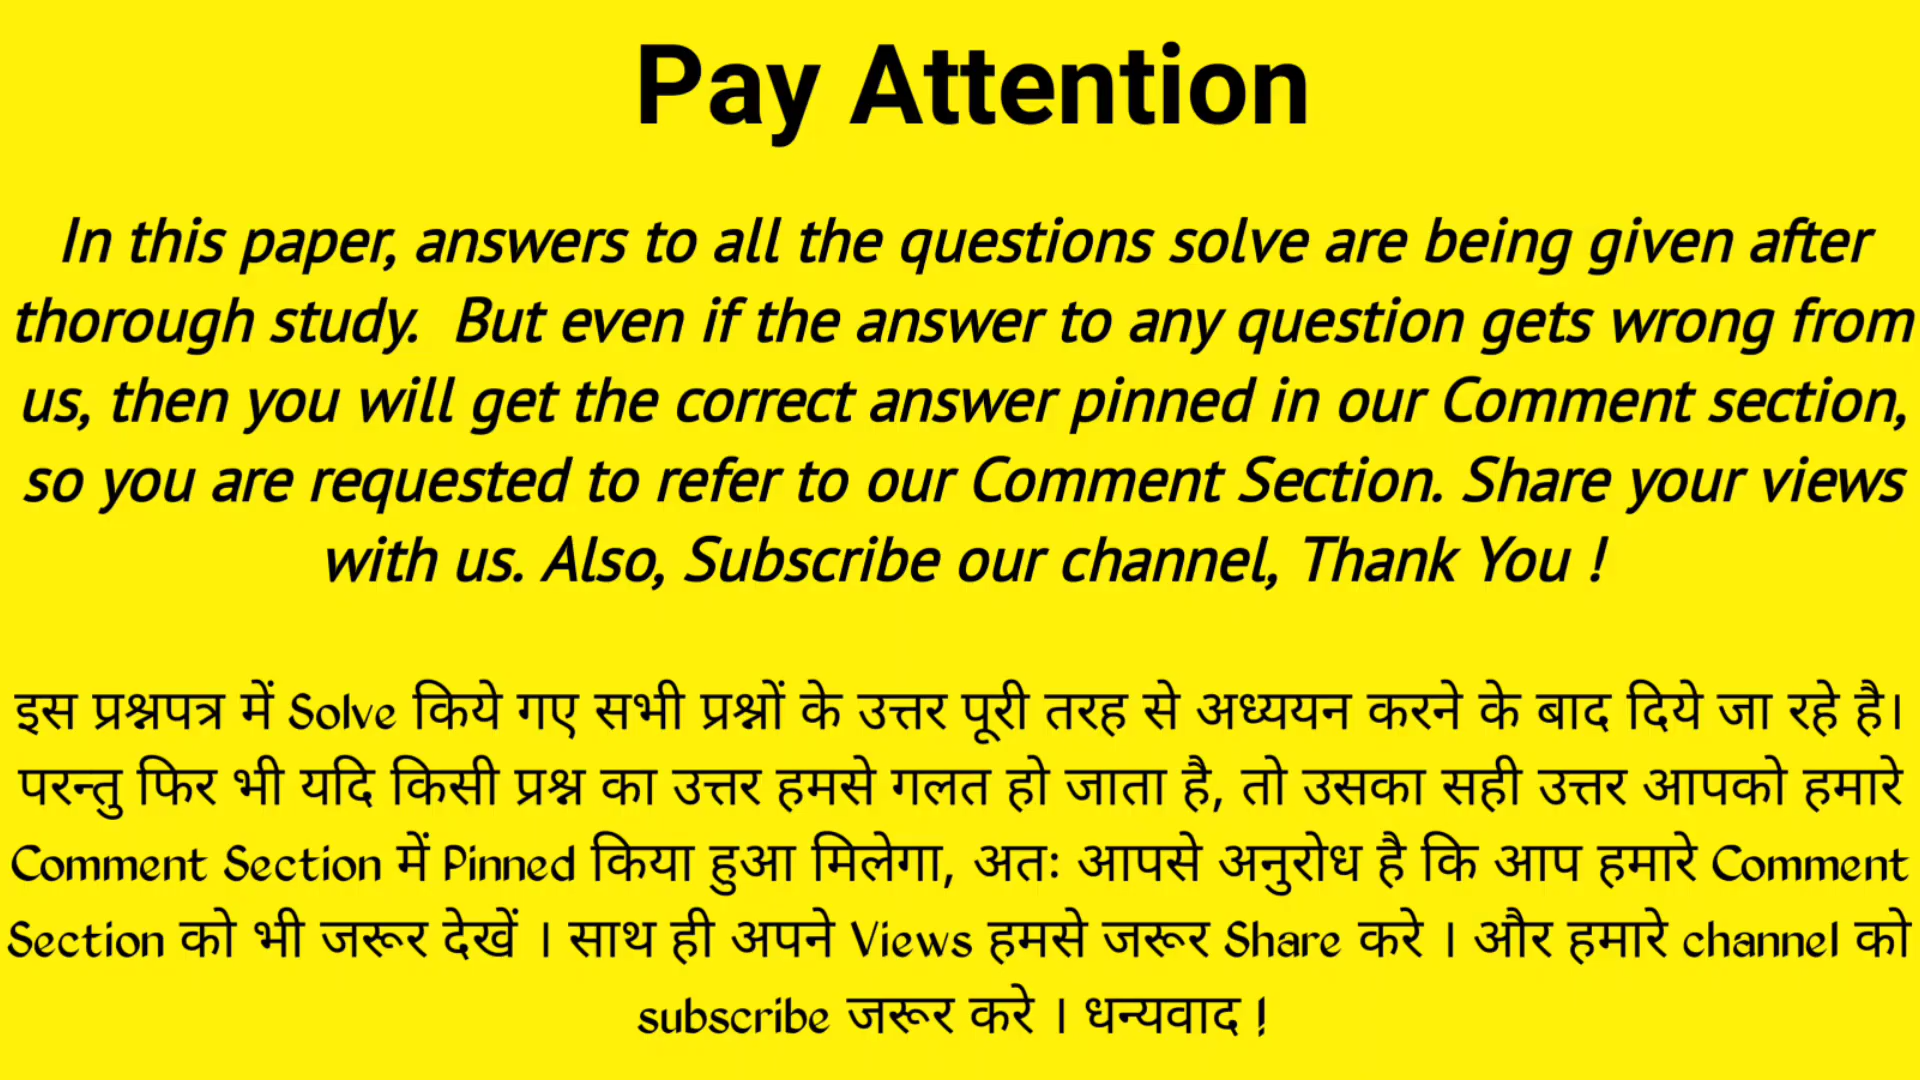 Pay Attention
In this paper, answers to all the questions solve are being given after
thorough study. But even if the answer to any question gets wrong from
us, then you will get the correct answer pinned in our Comment section,
so you are requested to refer to our Comment Section. Share your views
with us. Also, Subscribe our channel, Thank You !
इस प्रश्नपत्र में Solve किये गए सभी प्रश्नों के उत्तर पूरी तरह से अध्ययन करने के बाद दिये जा रहे है।
परन्तु फिर भी यदि किसी प्रश्न का उत्तर हमसे गलत हो जाता है, तो उसका सही उत्तर आपको हमारे
Comment Section में Pinned किया हुआ मिलेगा, अतः आपसे अनुरोध है कि आप हमारे Comment
Section को भी जरूर देखें । साथ ही अपने Views हमसे जरूर Share करे । और हमारे channel को
subscribe जरूर करे । धन्यवाद !